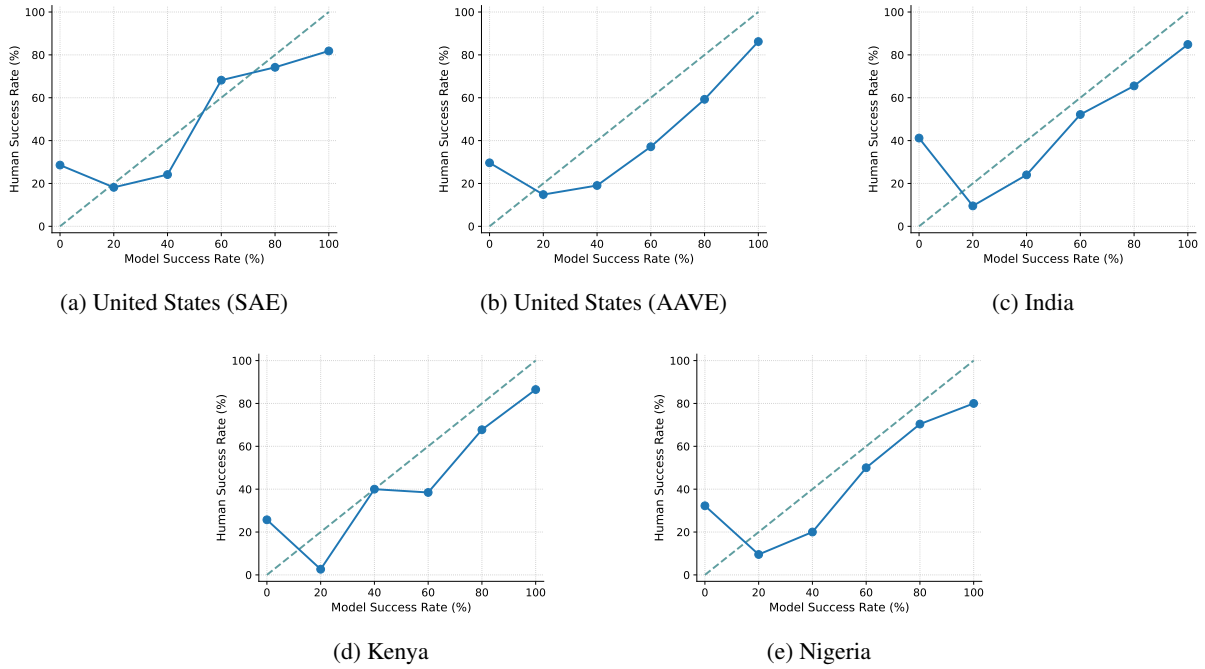 100
80
60
40
20
0
Human Success Rate (%)
0 20 40 60 80 100
Model Success Rate (%)
(a) United States (SAE)
100
80
60
40
20
0
Human Success Rate (%)
0 20 40 60 80 100
Model Success Rate (%)
(b) United States (AAVE)
100
80
60
40
20
0
Human Success Rate (%)
0 20 40 60 80 100
Model Success Rate (%)
(c) India
100
80
60
40
20
0
Human Success Rate (%)
0 20 40 60 80 100
Model Success Rate (%)
(d) Kenya
100
80
60
40
20
0
Human Success Rate (%)
0 20 40 60 80 100
Model Success Rate (%)
(e) Nigeria